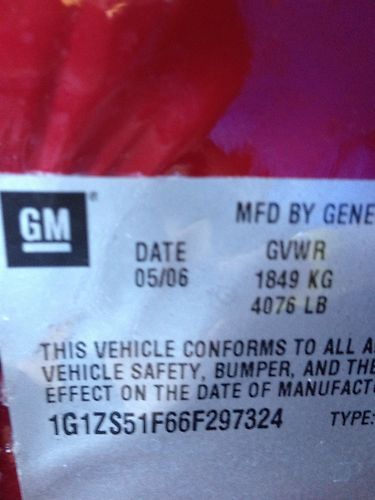 GM®
MFD BY GENE
DATE GVWR
05/06 1849 KG
4076 LB
THIS VEHICLE CONFORMS TO ALL A
VEHICLE SAFETY, BUMPER, AND THE
EFFECT ON THE DATE OF MANUFACT
1G1ZS51F66F297324 TYPE: